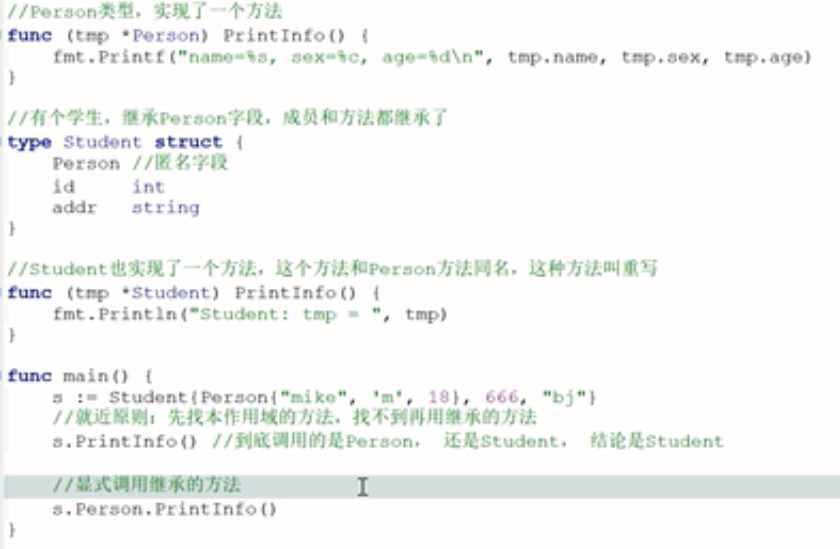 //Person类型，实现了一个方法
func (tmp *Person) PrintInfo() {
    fmt.Printf("name=%s, sex=%c, age=%d\n", tmp.name, tmp.sex, tmp.age)
}
//有个学生，继承Person字段，成员和方法都继承了
type Student struct {
    Person //匿名字段
    id     int
    addr   string
}
//Student也实现了一个方法，这个方法和Person方法同名，这种方法叫重写
func (tmp *Student) PrintInfo() {
    fmt.Println("Student: tmp = ", tmp)
}
func main() {
    s := Student{Person{"mike", 'm', 18}, 666, "bj"}
    //就近原则：先找本作用域的方法，找不到再用继承的方法
    s.PrintInfo() //到底调用的是Person， 还是Student， 结论是Student
    //显式调用继承的方法
    s.Person.PrintInfo()
}